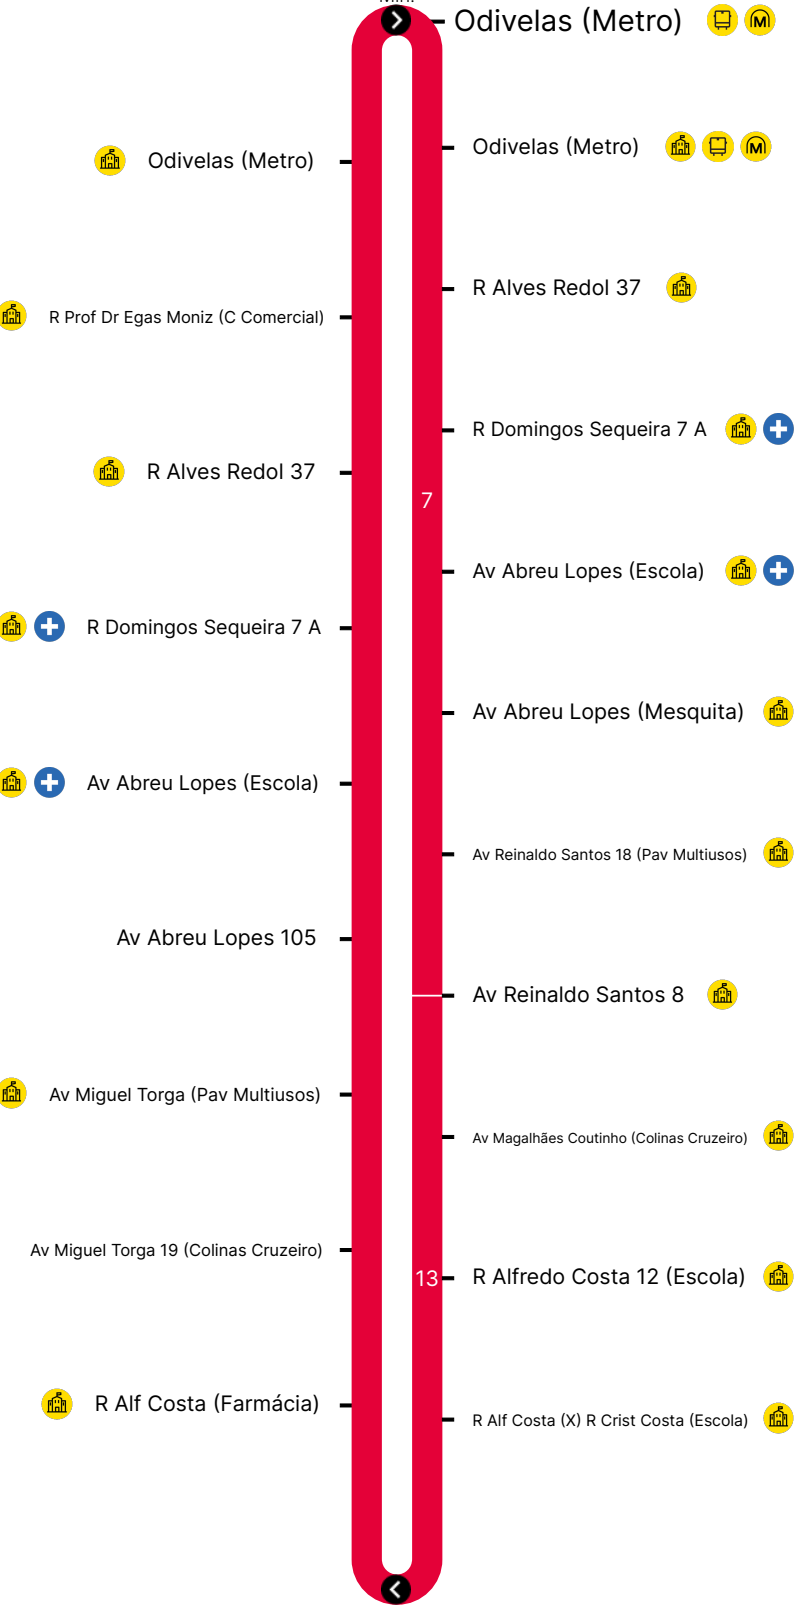 Odivelas (Metro)
Odivelas (Metro)
R Alves Redol 37
R Domingos Sequeira 7 A
7
Av Abreu Lopes (Escola)
Av Abreu Lopes (Mesquita)
Av Reinaldo Santos 18 (Pav Multiusos)
Av Reinaldo Santos 8
Av Magalhães Coutinho (Colinas Cruzeiro)
13
R Alfredo Costa 12 (Escola)
R Alf Costa (X) R Crist Costa (Escola)
Odivelas (Metro)
R Prof Dr Egas Moniz (C Comercial)
R Alves Redol 37
R Domingos Sequeira 7 A
Av Abreu Lopes (Escola)
Av Abreu Lopes 105
Av Miguel Torga (Pav Multiusos)
Av Miguel Torga 19 (Colinas Cruzeiro)
R Alf Costa (Farmácia)